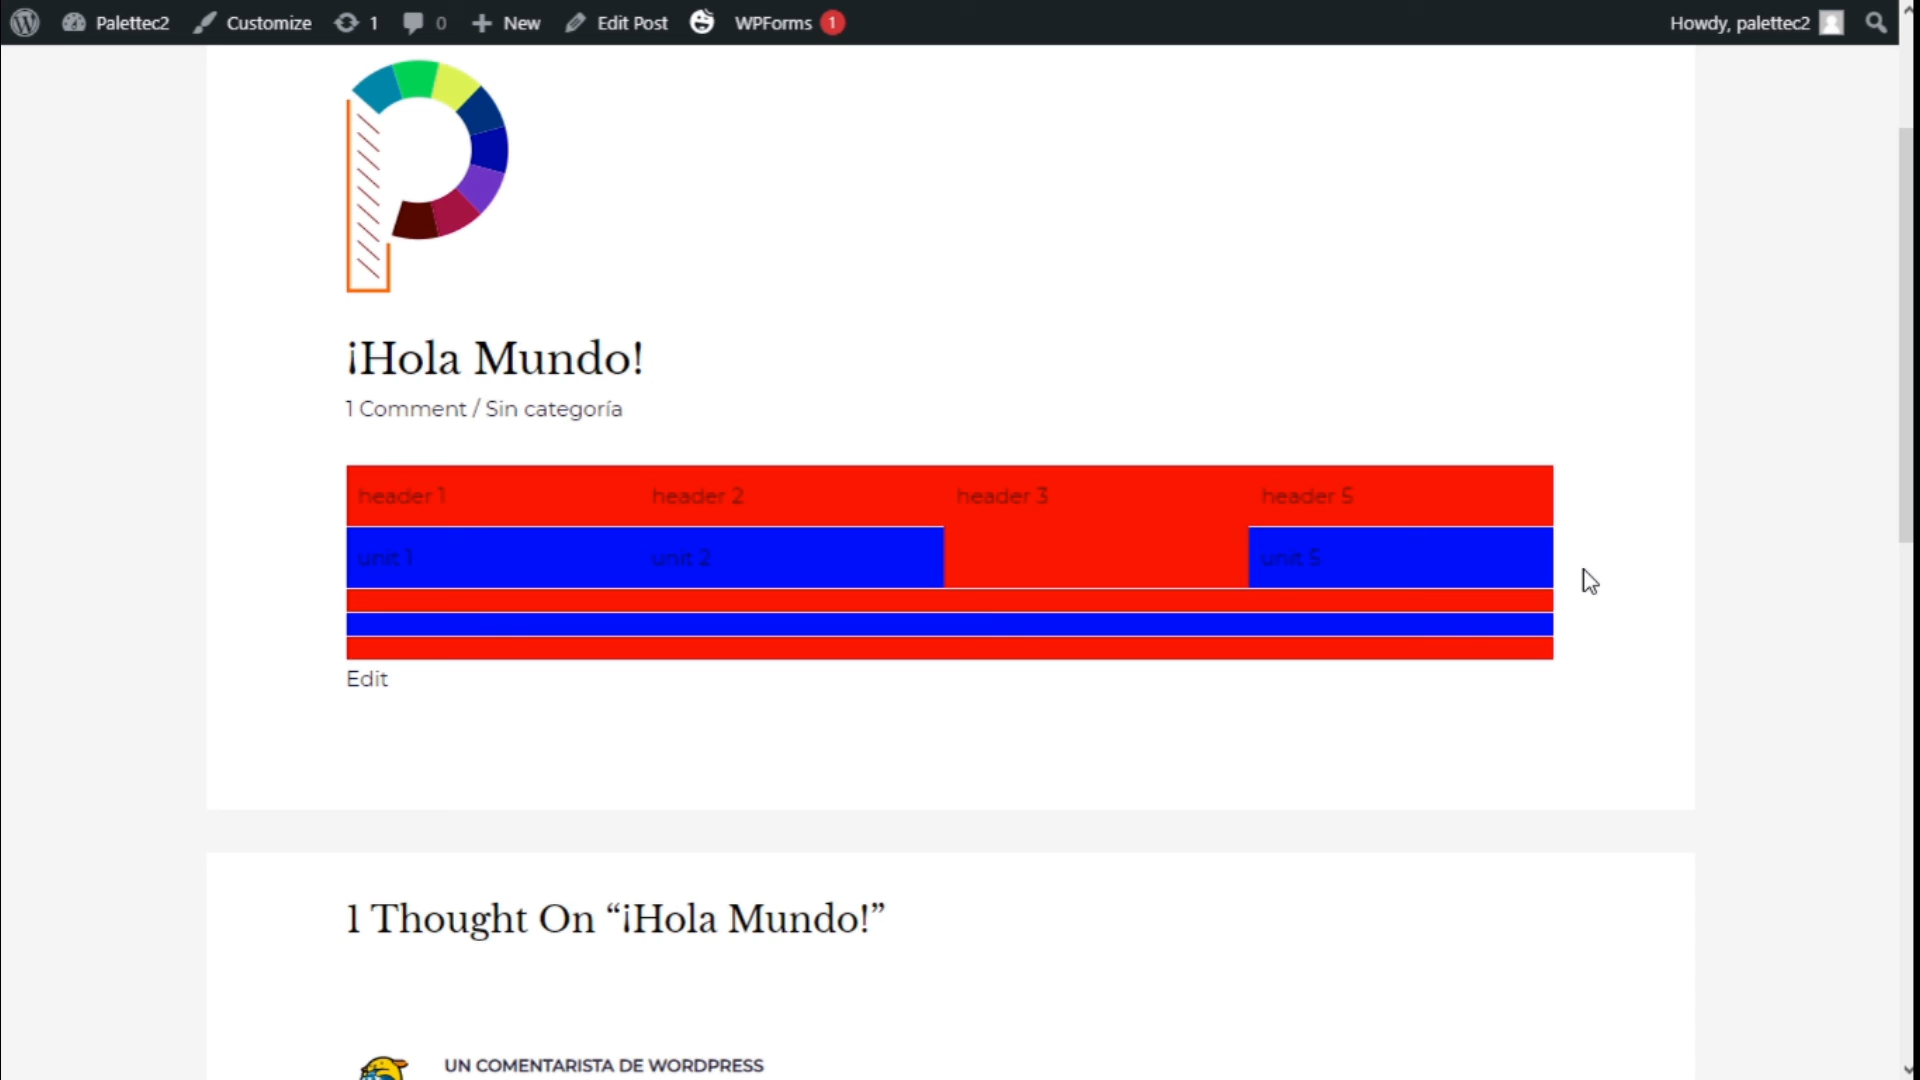 Palettec2 Customize 1 0 New Edit Post WPForms 1 Howdy, palettec2
¡Hola Mundo!
1 Comment / Sin categoría
header 1 header 2 header 3 header 5
unit 1 unit 2 unit 5
Edit
1 Thought On “¡Hola Mundo!”
UN COMENTARISTA DE WORDPRESS